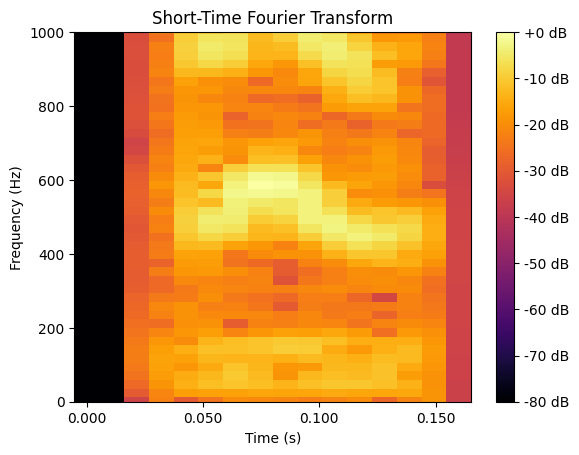 Short-Time Fourier Transform
1000
800
600
400
200
0
Frequency (Hz)
0.000
0.050
0.100
0.150
Time (s)
+0 dB
-10 dB
-20 dB
-30 dB
-40 dB
-50 dB
-60 dB
-70 dB
-80 dB